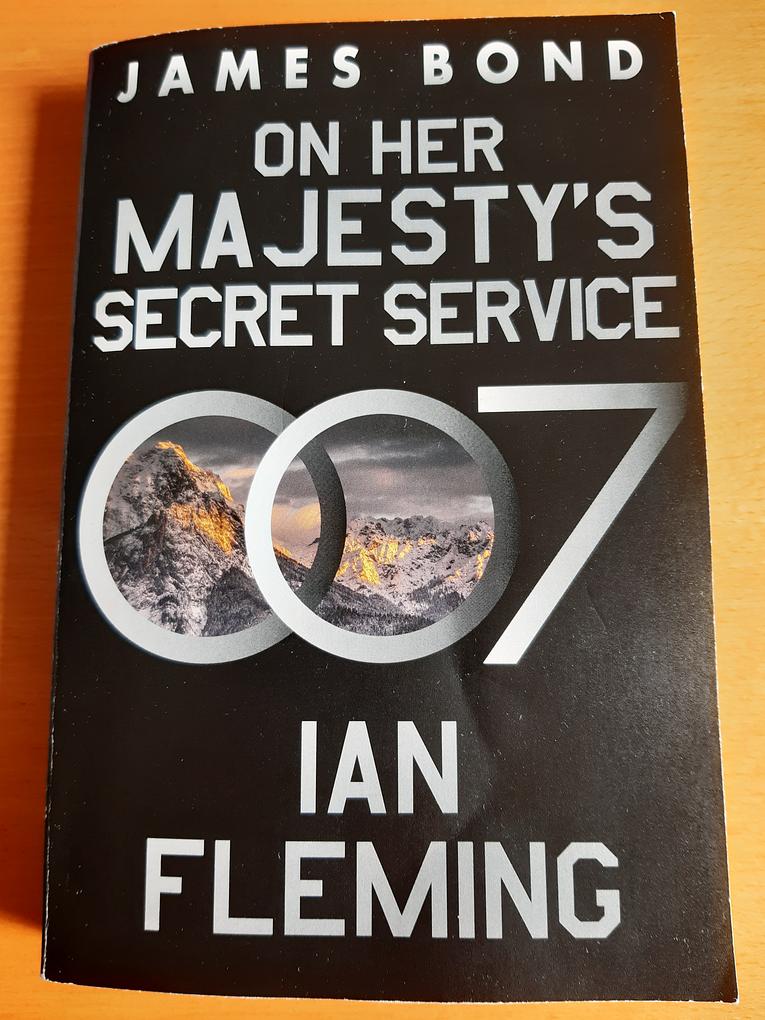 JAMES BOND
ON HER
MAJESTY'S
SECRET SERVICE
007
IAN
FLEMING